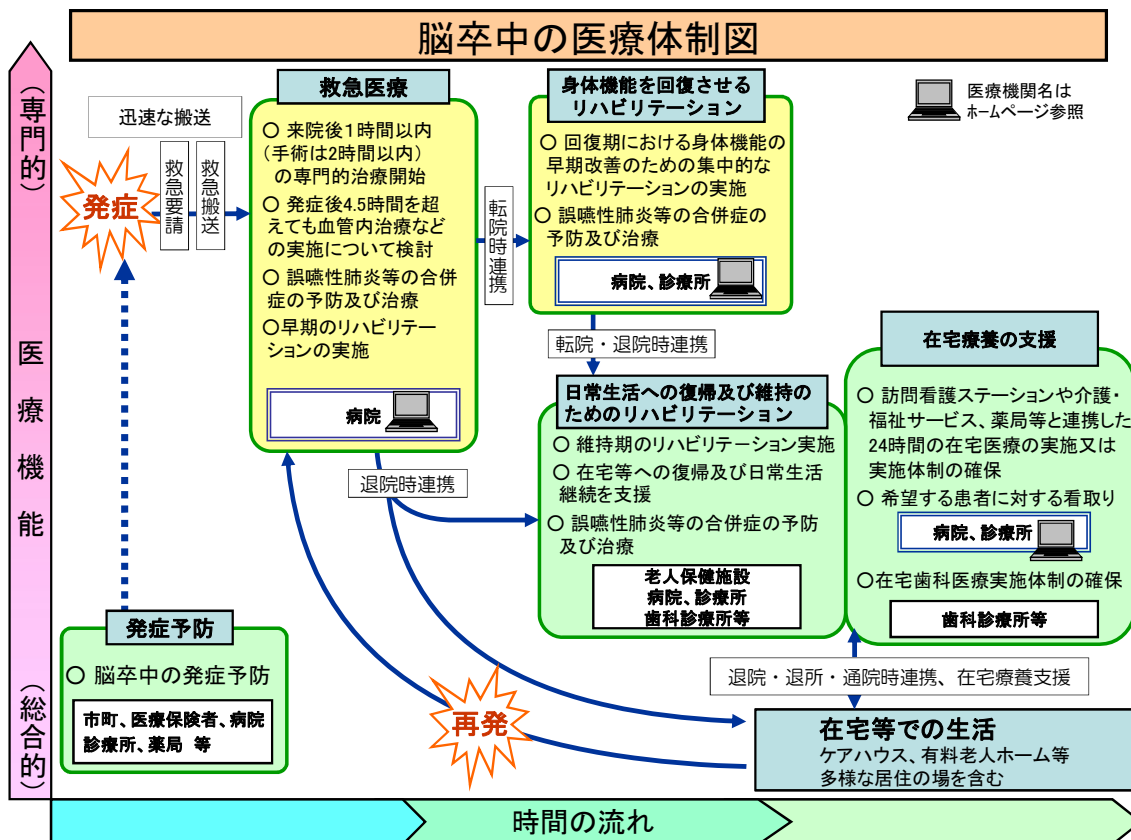 脳卒中の医療体制図
(専門的)
医療機能
(総合的)
医療機関名は
ホームページ参照
迅速な搬送
発症
救急要請
救急搬送
救急医療
○ 来院後1時間以内
(手術は2時間以内)
の専門的治療開始
○ 発症後4.5時間を超
えても血管内治療など
の実施について検討
○ 誤嚥性肺炎等の合併
症の予防及び治療
○早期のリハビリテー
ションの実施
病院
転院時連携
身体機能を回復させる
リハビリテーション
○ 回復期における身体機能の
早期改善のための集中的な
リハビリテーションの実施
○ 誤嚥性肺炎等の合併症の
予防及び治療
病院、診療所
転院・退院時連携
退院時連携
日常生活への復帰及び維持の
ためのリハビリテーション
○ 維持期のリハビリテーション実施
○ 在宅等への復帰及び日常生活
継続を支援
○ 誤嚥性肺炎等の合併症の予防
及び治療
老人保健施設
病院、診療所
歯科診療所等
在宅療養の支援
○ 訪問看護ステーションや介護・
福祉サービス、薬局等と連携した
24時間の在宅医療の実施又は
実施体制の確保
○ 希望する患者に対する看取り
病院、診療所
○在宅歯科医療実施体制の確保
歯科診療所等
発症予防
○ 脳卒中の発症予防
市町、医療保険者、病院
診療所、薬局 等
再発
退院・退所・通院時連携、在宅療養支援
在宅等での生活
ケアハウス、有料老人ホーム等
多様な居住の場を含む
時間の流れ